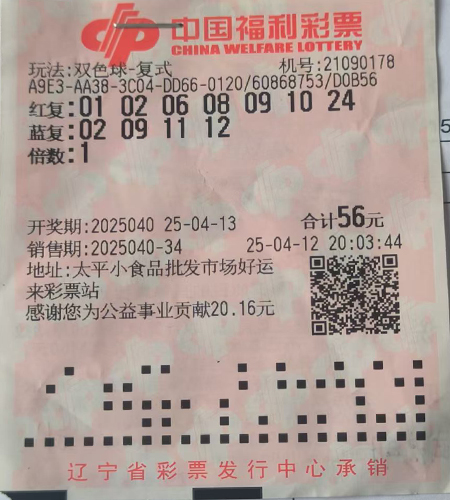 中国福利彩票
CHINA WELFARE LOTTERY
玩法:双色球-复式 机号:21090178
A9E3-AA38-3C04-DD66-0120/60868753/D0B56
红复:01 02 06 08 09 10 24
蓝复:02 09 11 12
倍数:1
开奖期:2025040 25-04-13 合计56元
销售期:2025040-34 25-04-12 20:03:44
地址:太平小食品批发市场好运
来彩票站
感谢您为公益事业贡献20.16元
辽宁省彩票发行中心承销